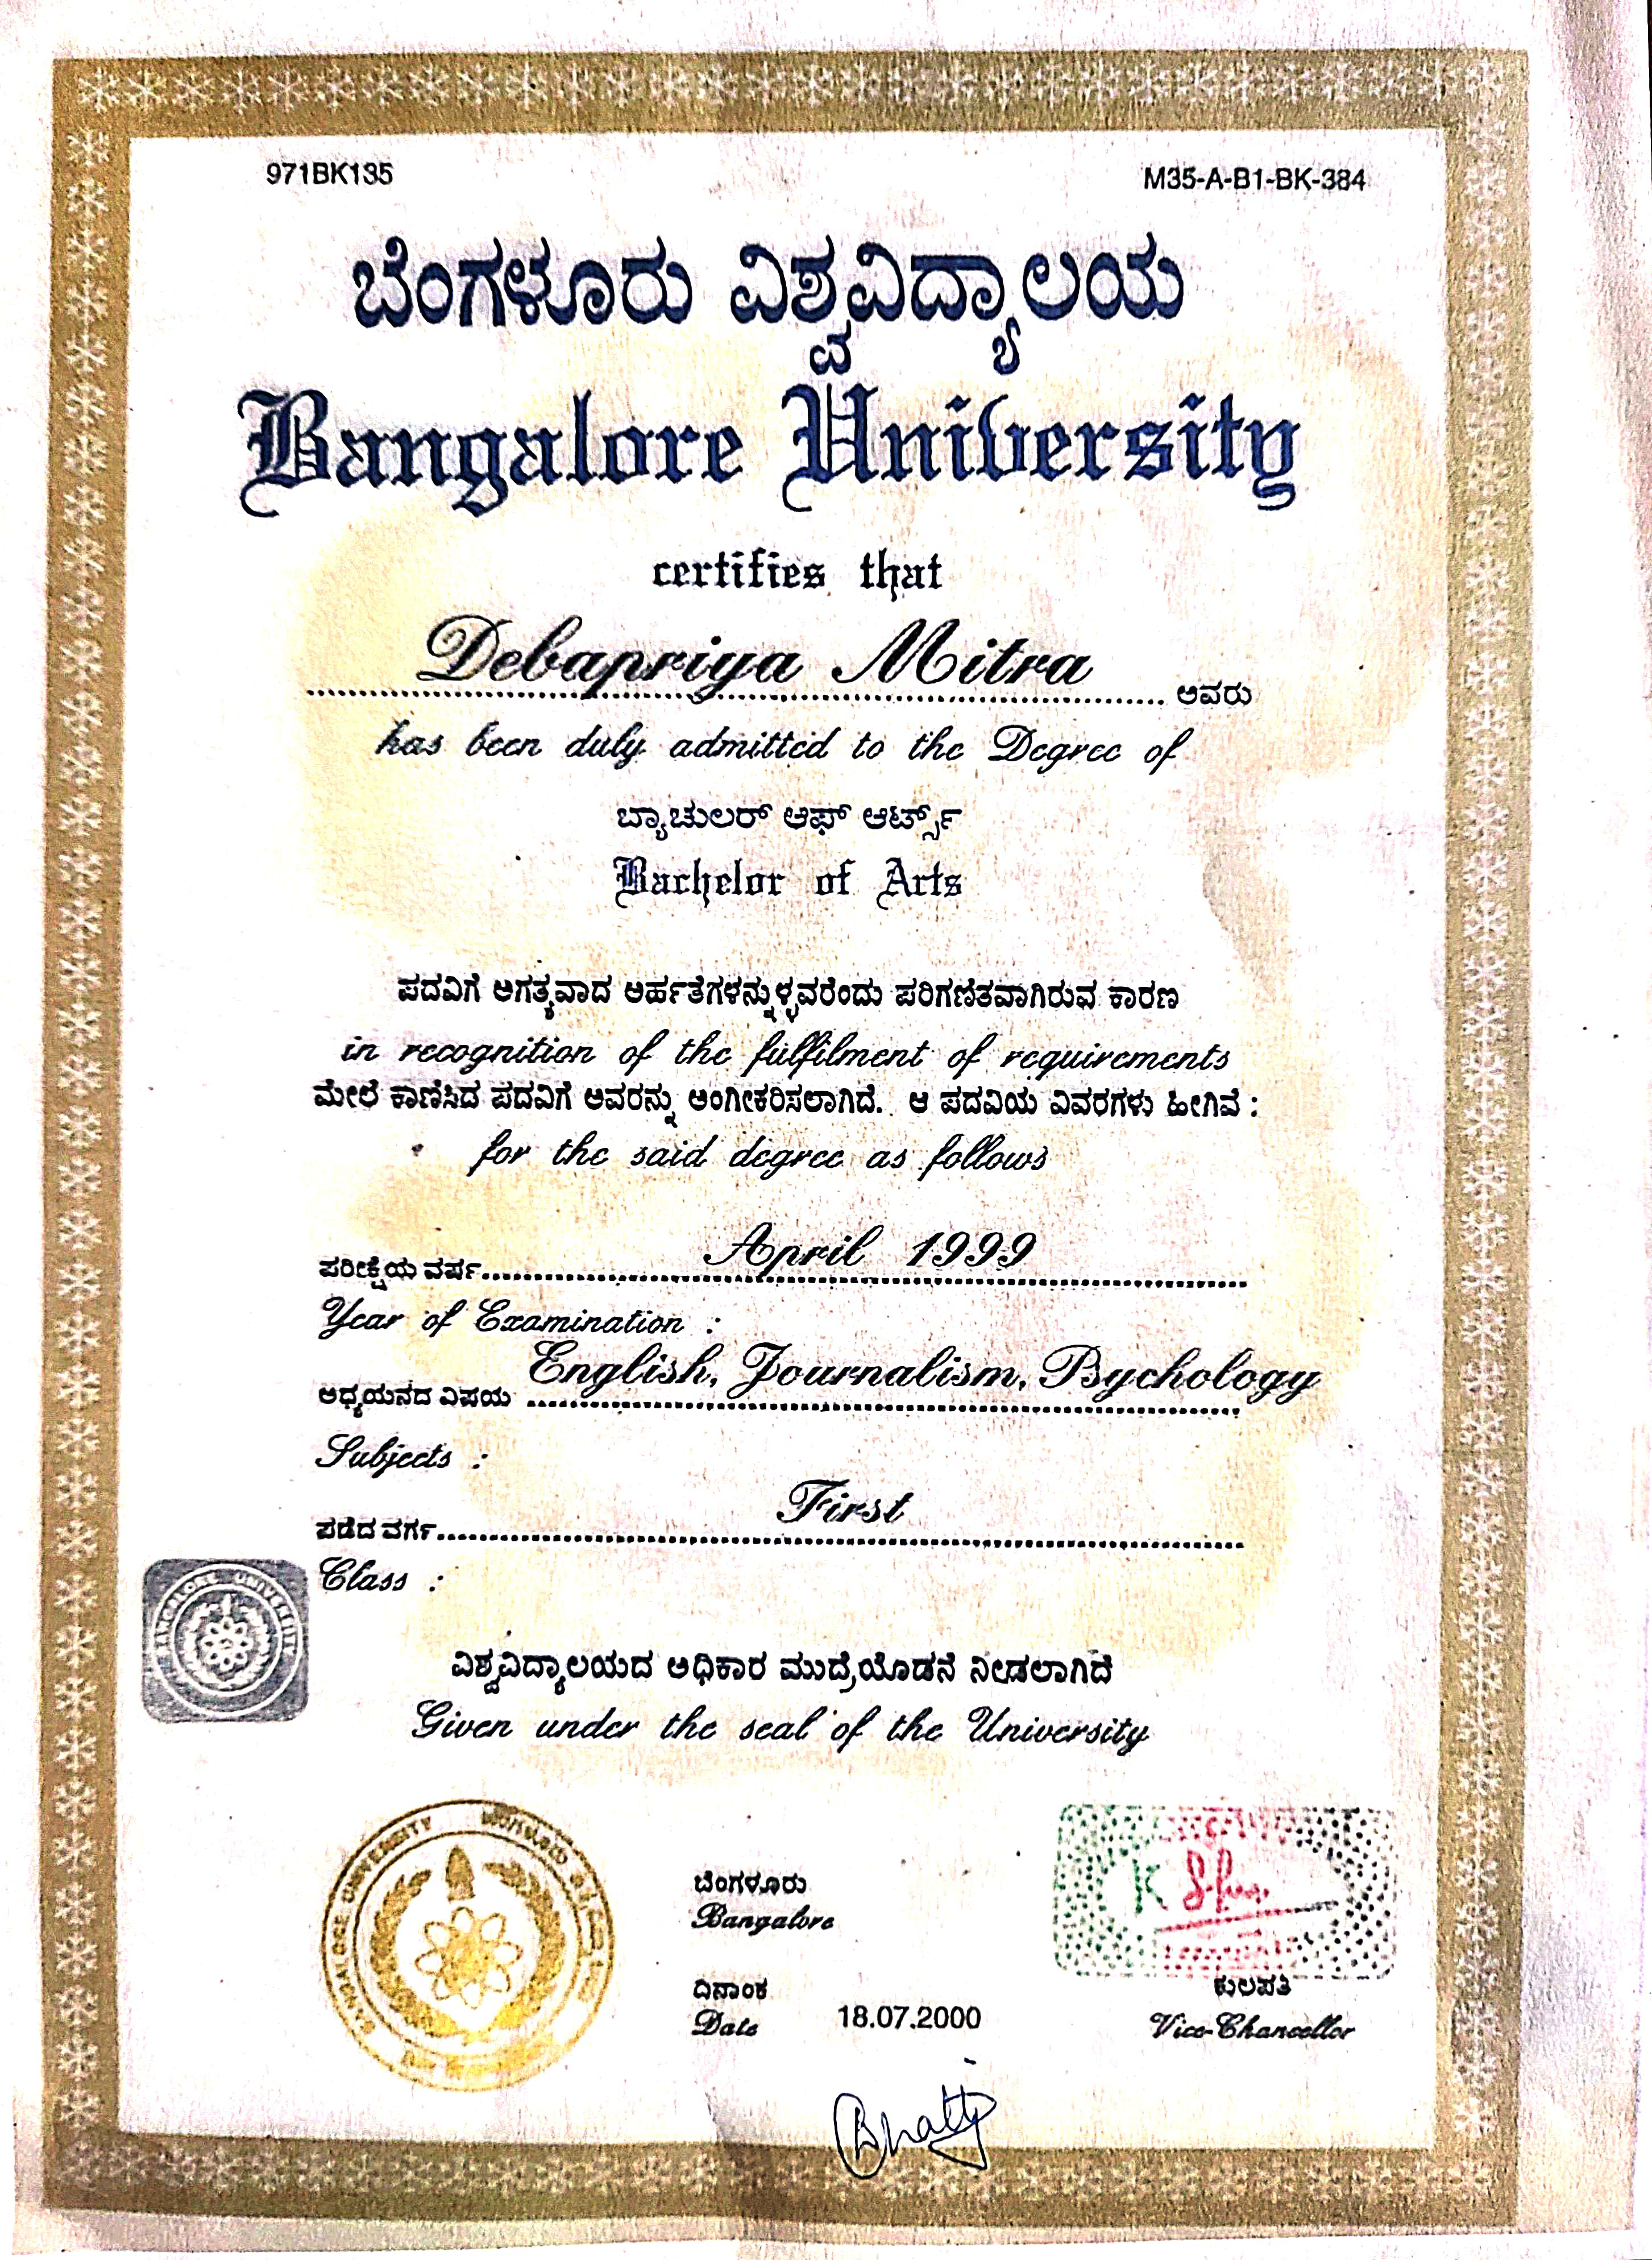 971BK135
M35-A-B1-BK-384
ಬೆಂಗಳೂರು ವಿಶ್ವವಿದ್ಯಾಲಯ
Bangalore University
certifies that
Debapriya Mitra ಅವರು
has been duly admitted to the Degree of
ಬ್ಯಾಚುಲರ್ ಆಫ್ ಆರ್ಟ್ಸ್
Bachelor of Arts
ಪದವಿಗೆ ಅಗತ್ಯವಾದ ಅರ್ಹತೆಗಳನ್ನುಳ್ಳವರೆಂದು ಪರಿಗಣಿತವಾಗಿರುವ ಕಾರಣ
in recognition of the fulfilment of requirements
ಮೇಲೆ ಕಾಣಿಸಿದ ಪದವಿಗೆ ಅವರನ್ನು ಅಂಗೀಕರಿಸಲಾಗಿದೆ. ಆ ಪದವಿಯ ವಿವರಗಳು ಹೀಗಿವೆ :
for the said degree as follows
ಪರೀಕ್ಷೆಯ ವರ್ಷ April 1999
Year of Examination :
ಅಧ್ಯಯನದ ವಿಷಯ English, Journalism, Psychology
Subjects :
ಪಡೆದ ವರ್ಗ First
Class :
BANGALORE UNIVERSITY
ವಿಶ್ವವಿದ್ಯಾಲಯದ ಅಧಿಕಾರ ಮುದ್ರೆಯೊಡನೆ ನೀಡಲಾಗಿದೆ
Given under the seal of the University
BANGALORE UNIVERSITY
ಬೆಂಗಳೂರು
Bangalore
ದಿನಾಂಕ
Date 18.07.2000
ಕುಲಪತಿ
Vice-Chancellor